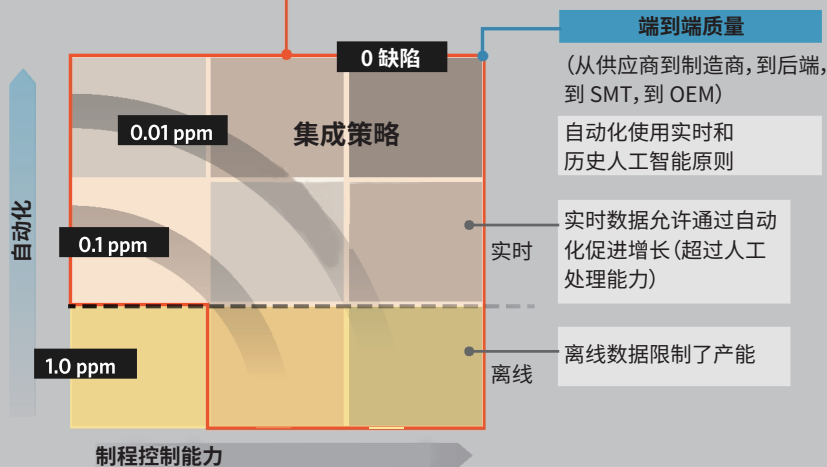 端到端质量
0 缺陷
(从供应商到制造商，到后端，
到 SMT，到 OEM)
0.01 ppm
集成策略
自动化使用实时和
历史人工智能原则
自动化
0.1 ppm
实时
实时数据允许通过自动
化促进增长(超过人工
处理能力)
1.0 ppm
离线
离线数据限制了产能
制程控制能力